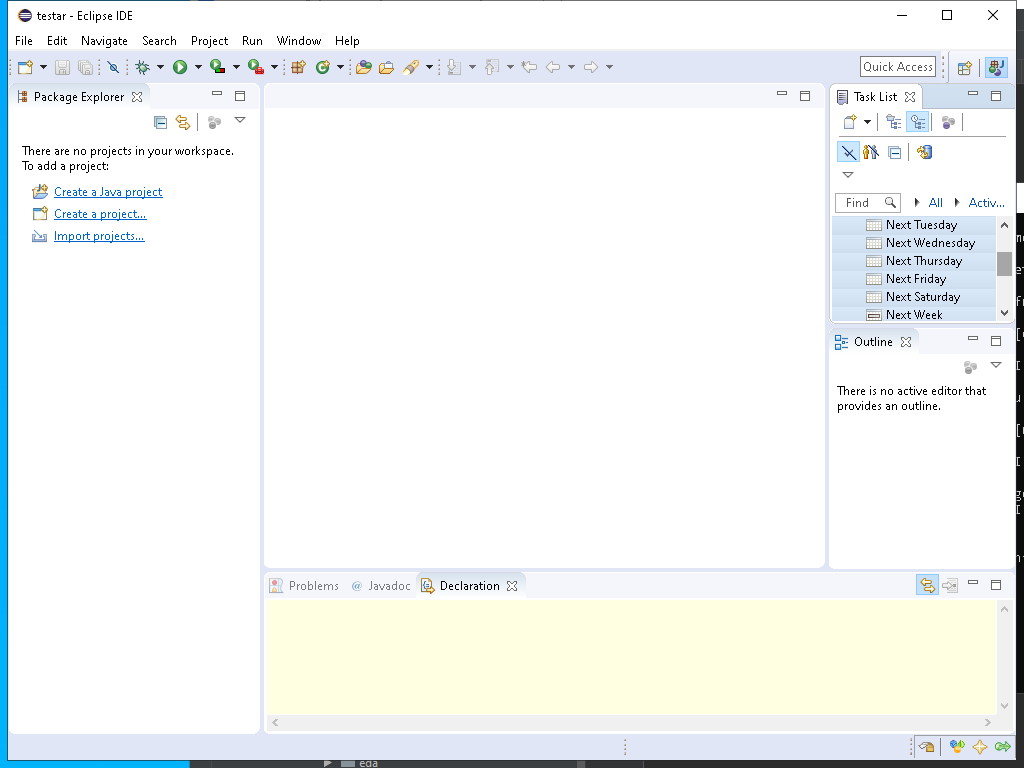 testar - Eclipse IDE
File Edit Navigate Search Project Run Window Help
Quick Access
Package Explorer
There are no projects in your workspace.
To add a project:
Create a Java project
Create a project...
Import projects...
Task List
Find All Activ...
Next Tuesday
Next Wednesday
Next Thursday
Next Friday
Next Saturday
Next Week
Outline
There is no active editor that
provides an outline.
Problems @ Javadoc Declaration
eda